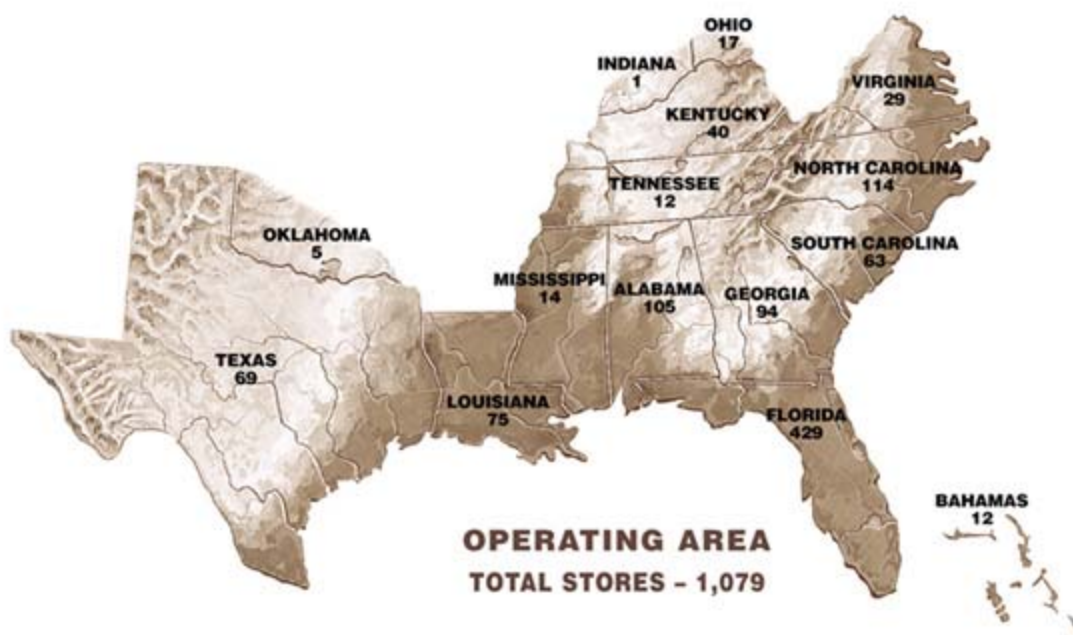 OHIO
17
INDIANA
1
VIRGINIA
29
KENTUCKY
40
NORTH CAROLINA
114
TENNESSEE
12
OKLAHOMA
5
SOUTH CAROLINA
63
MISSISSIPPI
14
ALABAMA
105
GEORGIA
94
TEXAS
69
LOUISIANA
75
FLORIDA
429
BAHAMAS
12
OPERATING AREA
TOTAL STORES – 1,079